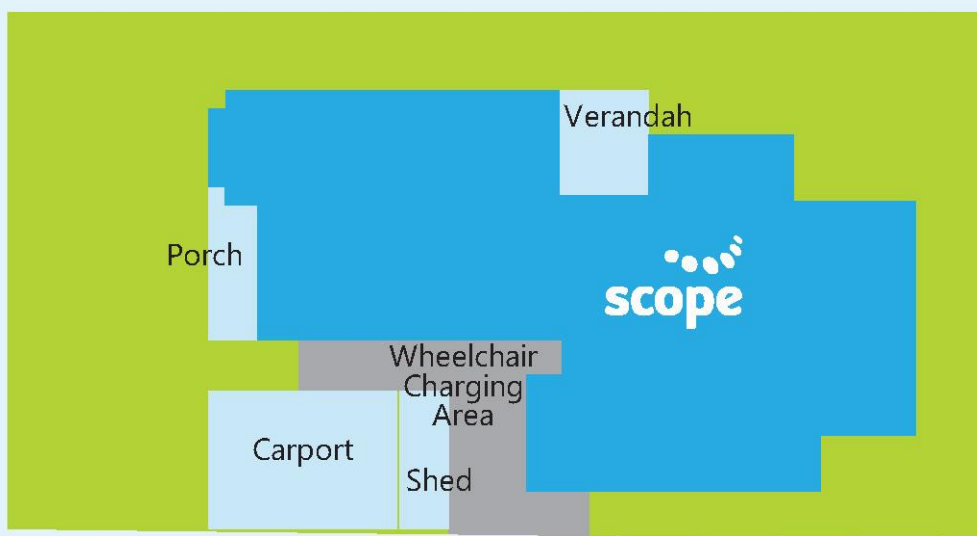 Verandah
Porch
scope
Wheelchair
Charging
Area
Carport
Shed